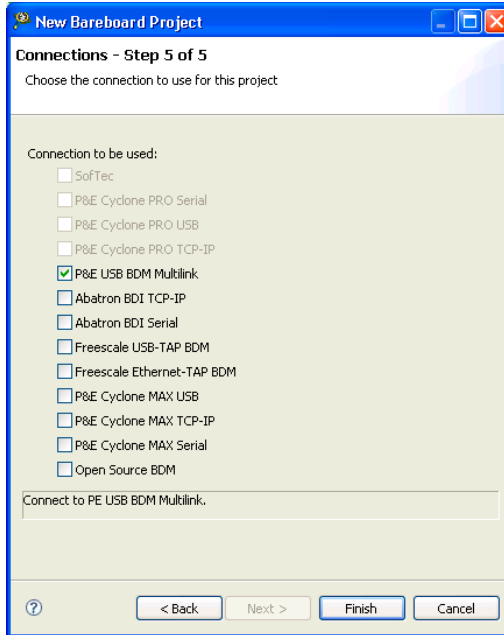 New Bareboard Project
Connections - Step 5 of 5
Choose the connection to use for this project
Connection to be used:
SofTec
P&E Cyclone PRO Serial
P&E Cyclone PRO USB
P&E Cyclone PRO TCP-IP
P&E USB BDM Multilink
Abatron BDI TCP-IP
Abatron BDI Serial
Freescale USB-TAP BDM
Freescale Ethernet-TAP BDM
P&E Cyclone MAX USB
P&E Cyclone MAX TCP-IP
P&E Cyclone MAX Serial
Open Source BDM
Connect to PE USB BDM Multilink.
? < Back Next > Finish Cancel